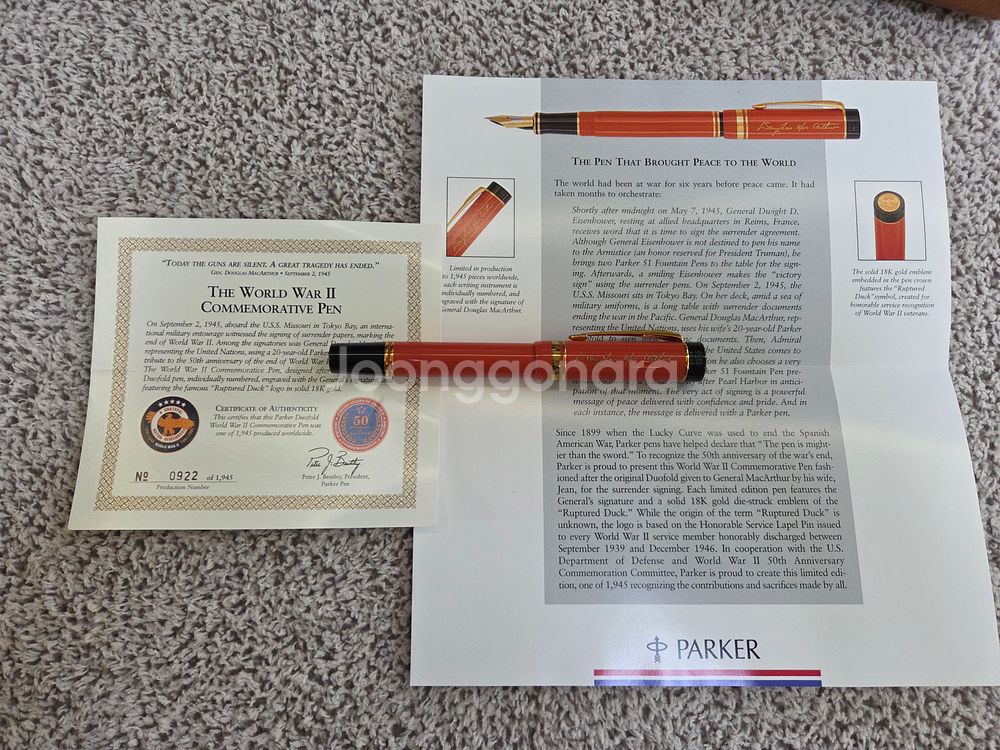 "TODAY THE GUNS ARE SILENT. A GREAT TRAGEDY HAS ENDED."
GEN. DOUGLAS MACARTHUR • SEPTEMBER 2, 1945
THE WORLD WAR II
COMMEMORATIVE PEN
On September 2, 1945, aboard the U.S.S. Missouri in Tokyo Bay, an interna-
tional military entourage witnessed the signing of surrender papers, marking the
end of World War II. Among the signatories was General
representing the United Nations, using a 20-year-old Parker
tribute to the 50th anniversary of the end of World War
The World War II Commemorative Pen, designed after
Duofold pen, individually numbered, engraved with the General's signature
featuring the famous "Ruptured Duck" logo in solid 18K gold.
CERTIFICATE OF AUTHENTICITY
This certifies that this Parker Duofold
World War II Commemorative Pen was
one of 1,945 produced worldwide.
50
Peter J. Bentley
Peter J. Bentley, President,
Parker Pen
№ 0922 of 1,945
Production Number
Douglas MacArthur
THE PEN THAT BROUGHT PEACE TO THE WORLD
The world had been at war for six years before peace came. It had
taken months to orchestrate:
Shortly after midnight on May 7, 1945, General Dwight D.
Eisenhower, resting at allied headquarters in Reims, France,
receives word that it is time to sign the surrender agreement.
Although General Eisenhower is not destined to pen his name
to the Armistice (an honor reserved for President Truman), he
brings two Parker 51 Fountain Pens to the table for the sign-
ing. Afterwards, a smiling Eisenhower makes the "victory
sign" using the surrender pens. On September 2, 1945, the
U.S.S. Missouri sits in Tokyo Bay. On her deck, amid a sea of
military uniforms, is a long table with surrender documents
ending the war in the Pacific. General Douglas MacArthur, rep-
resenting the United Nations, uses his wife's 20-year-old Parker
Duofold to sign these documents. Then, Admiral
the United States comes to
he also chooses a very
51 Fountain Pen pre-
after Pearl Harbor in antici-
pation of that moment. The very act of signing is a powerful
message of peace delivered with confidence and pride. And in
each instance, the message is delivered with a Parker pen.
Since 1899 when the Lucky Curve was used to end the Spanish
American War, Parker pens have helped declare that "The pen is might-
ier than the sword." To recognize the 50th anniversary of the war's end,
Parker is proud to present this World War II Commemorative Pen fash-
ioned after the original Duofold given to General MacArthur by his wife,
Jean, for the surrender signing. Each limited edition pen features the
General's signature and a solid 18K gold die-struck emblem of the
"Ruptured Duck." While the origin of the term "Ruptured Duck" is
unknown, the logo is based on the Honorable Service Lapel Pin issued
to every World War II service member honorably discharged between
September 1939 and December 1946. In cooperation with the U.S.
Department of Defense and World War II 50th Anniversary
Commemoration Committee, Parker is proud to create this limited edi-
tion, one of 1,945 recognizing the contributions and sacrifices made by all.
Limited in production
to 1,945 pieces worldwide,
each writing instrument is
individually numbered, and
engraved with the signature of
General MacArthur.
The solid 18K gold emblem
embedded in the pen crown
features the "Ruptured
Duck" symbol, created for
honorable service recognition
of World War II veterans.
PARKER
Joonggonara